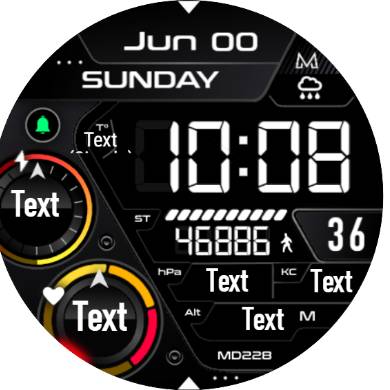 Jun 00
M
SUNDAY
T°
Text
10:08
Text
ST
46886
36
hPa
Text
KC
Text
Text
Alt
Text
M
MD228